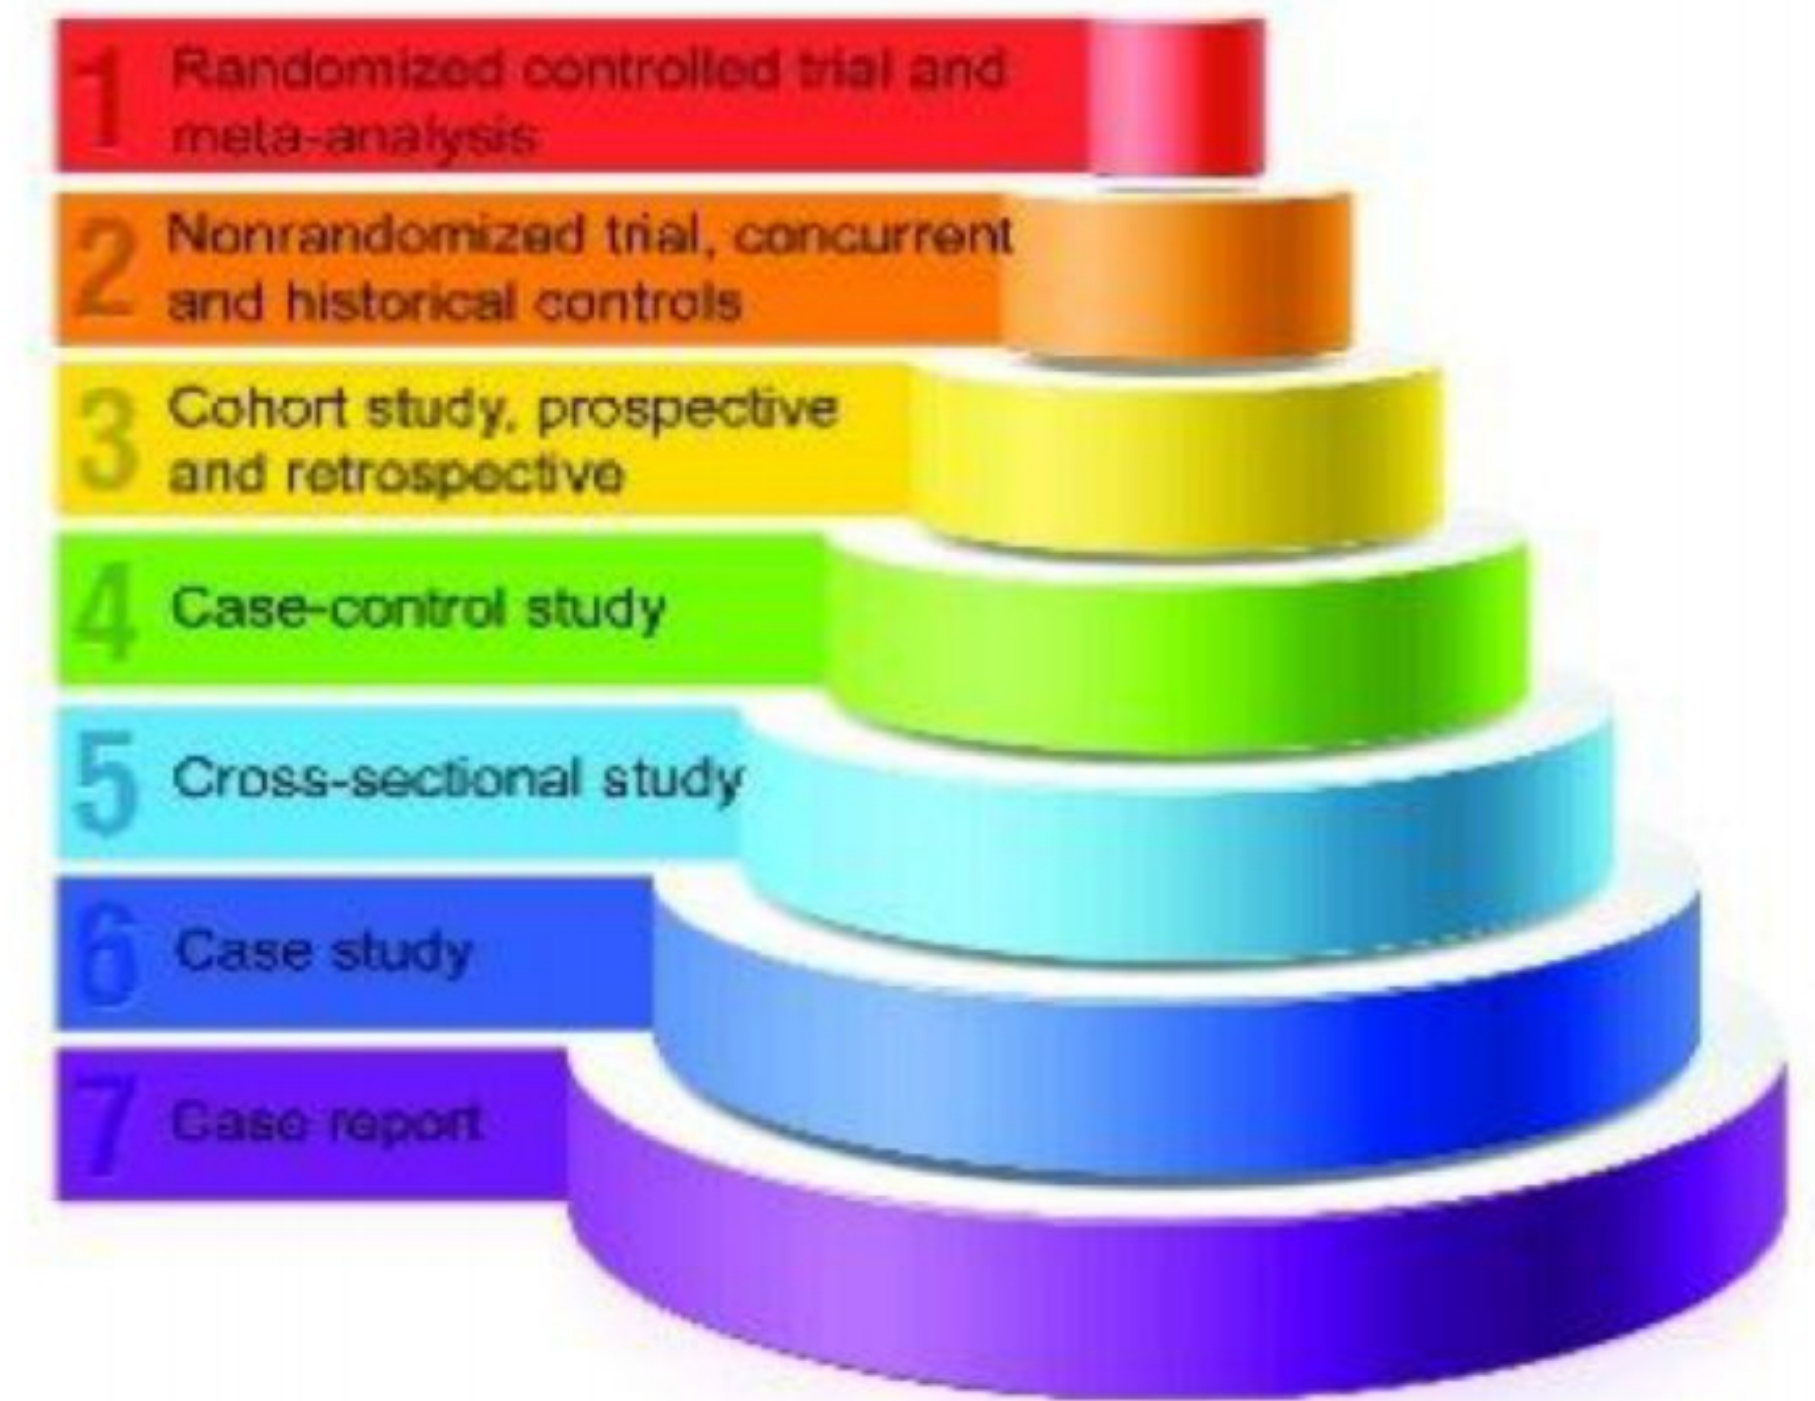 1 Randomized controlled trial and
meta-analysis
2 Nonrandomized trial, concurrent
and historical controls
3 Cohort study, prospective
and retrospective
4 Case-control study
5 Cross-sectional study
6 Case study
7 Case report